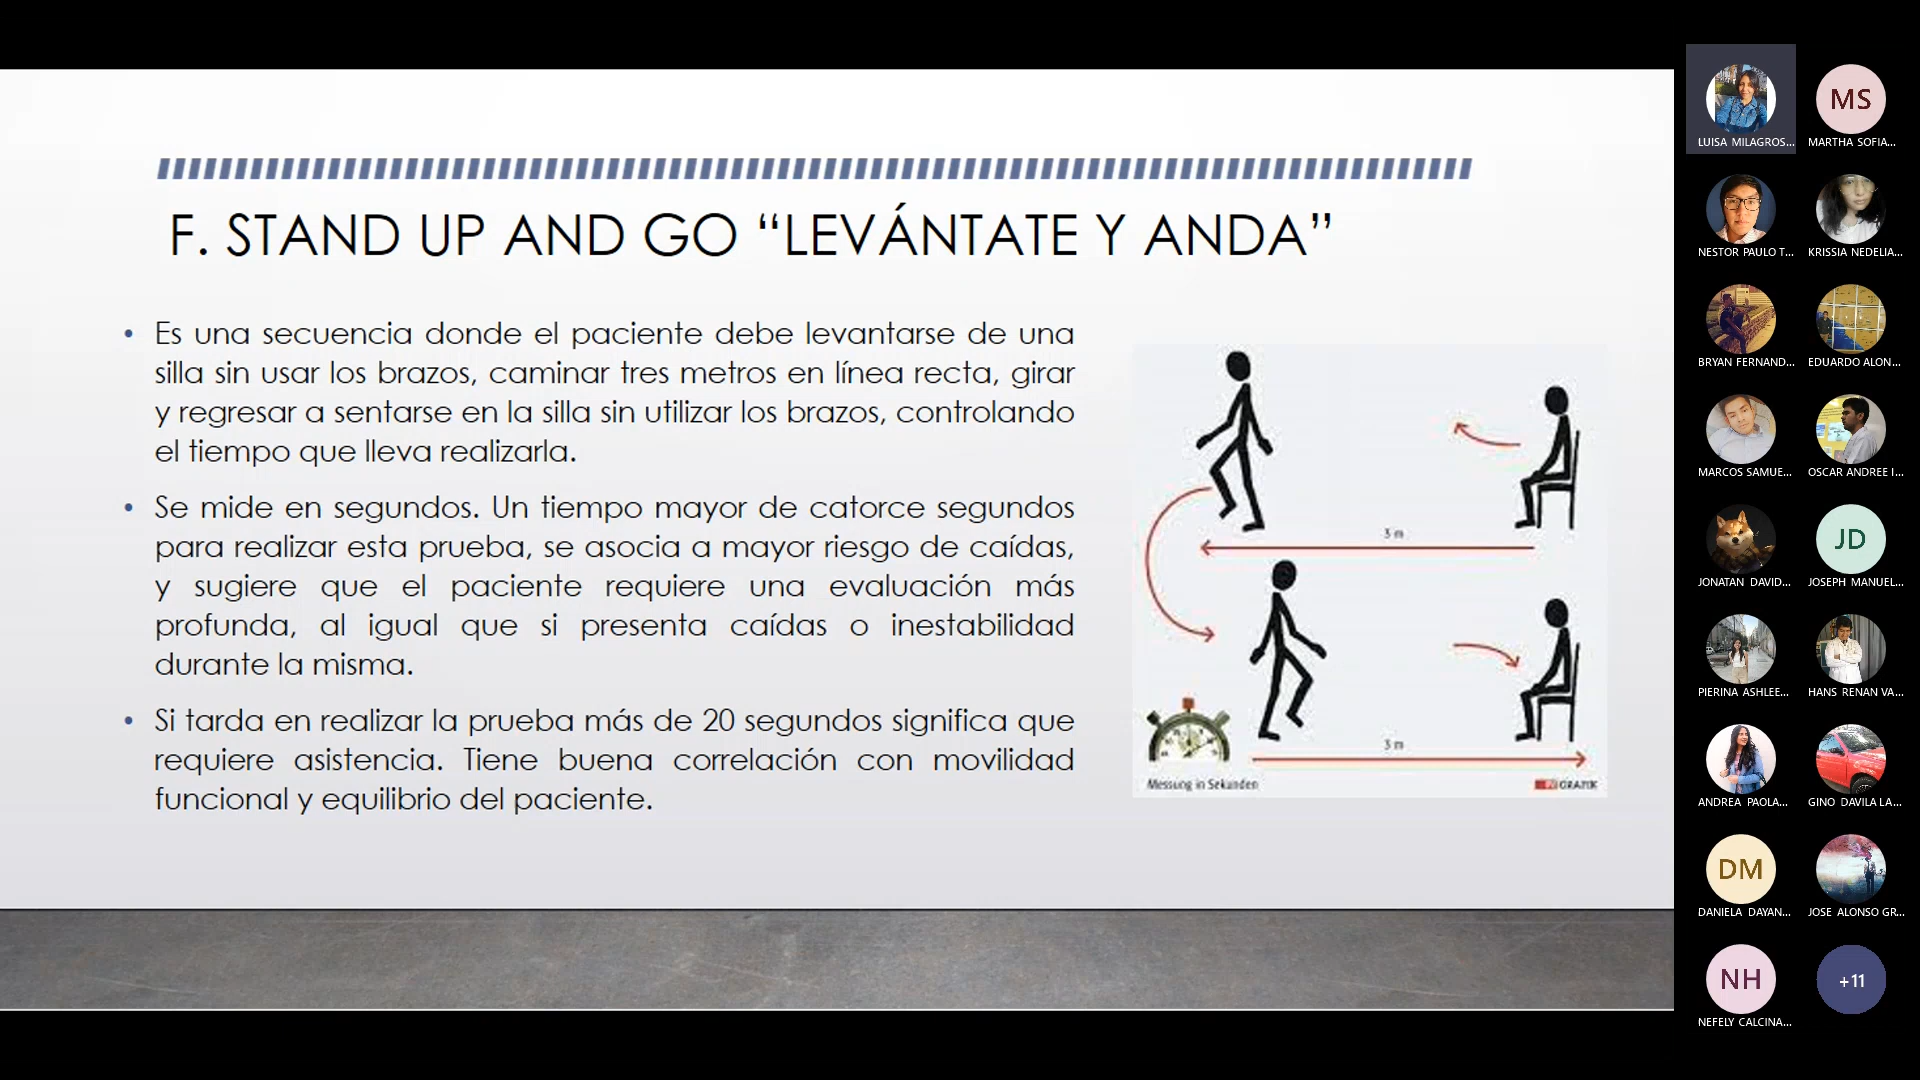 F. STAND UP AND GO “LEVÁNTATE Y ANDA”
• Es una secuencia donde el paciente debe levantarse de una
silla sin usar los brazos, caminar tres metros en línea recta, girar
y regresar a sentarse en la silla sin utilizar los brazos, controlando
el tiempo que lleva realizarla.
• Se mide en segundos. Un tiempo mayor de catorce segundos
para realizar esta prueba, se asocia a mayor riesgo de caídas,
y sugiere que el paciente requiere una evaluación más
profunda, al igual que si presenta caídas o inestabilidad
durante la misma.
• Si tarda en realizar la prueba más de 20 segundos significa que
requiere asistencia. Tiene buena correlación con movilidad
funcional y equilibrio del paciente.
3 m
3 m
Messung in Sekunden
GRAFIK
LUISA MILAGROS...
MS
MARTHA SOFIA...
NESTOR PAULO T...
KRISSIA NEDELIA...
BRYAN FERNAND...
EDUARDO ALON...
MARCOS SAMUE...
OSCAR ANDREE I...
JONATAN DAVID...
JD
JOSEPH MANUEL...
PIERINA ASHLEE...
HANS RENAN VA...
ANDREA PAOLA...
GINO DAVILA LA...
DM
DANIELA DAYAN...
JOSE ALONSO GR...
NH
NEFELY CALCINA...
+11